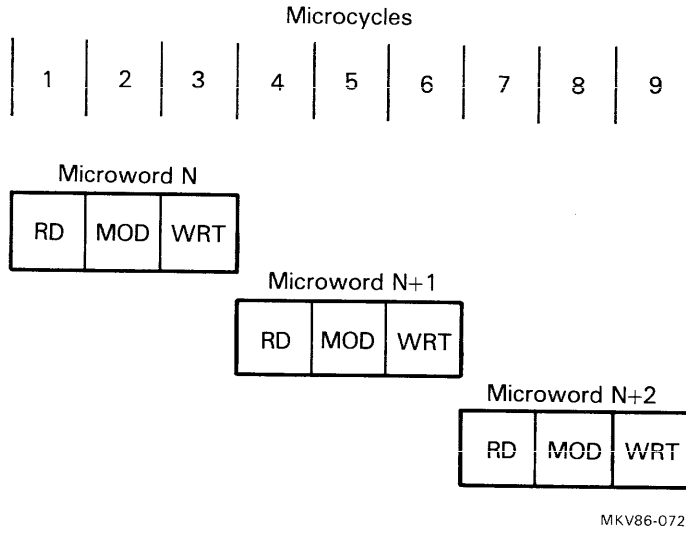 Microcycles
1 2 3 4 5 6 7 8 9
Microword N
RD MOD WRT
Microword N+1
RD MOD WRT
Microword N+2
RD MOD WRT
MKV86-072